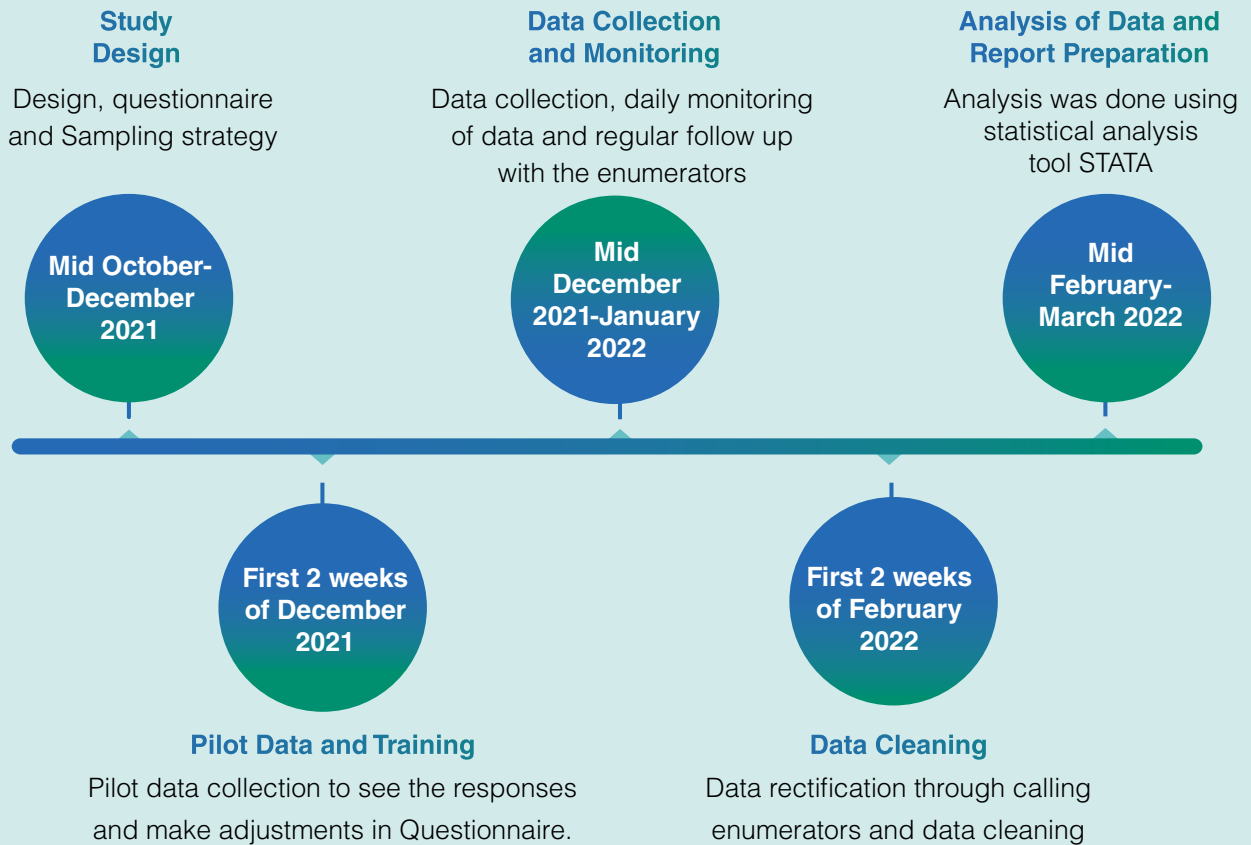 Study
Design
Design, questionnaire
and Sampling strategy
Mid October-
December
2021
First 2 weeks
of December
2021
Pilot Data and Training
Pilot data collection to see the responses
and make adjustments in Questionnaire.
Data Collection
and Monitoring
Data collection, daily monitoring
of data and regular follow up
with the enumerators
Mid
December
2021-January
2022
First 2 weeks
of February
2022
Data Cleaning
Data rectification through calling
enumerators and data cleaning
Analysis of Data and
Report Preparation
Analysis was done using
statistical analysis
tool STATA
Mid
February-
March 2022